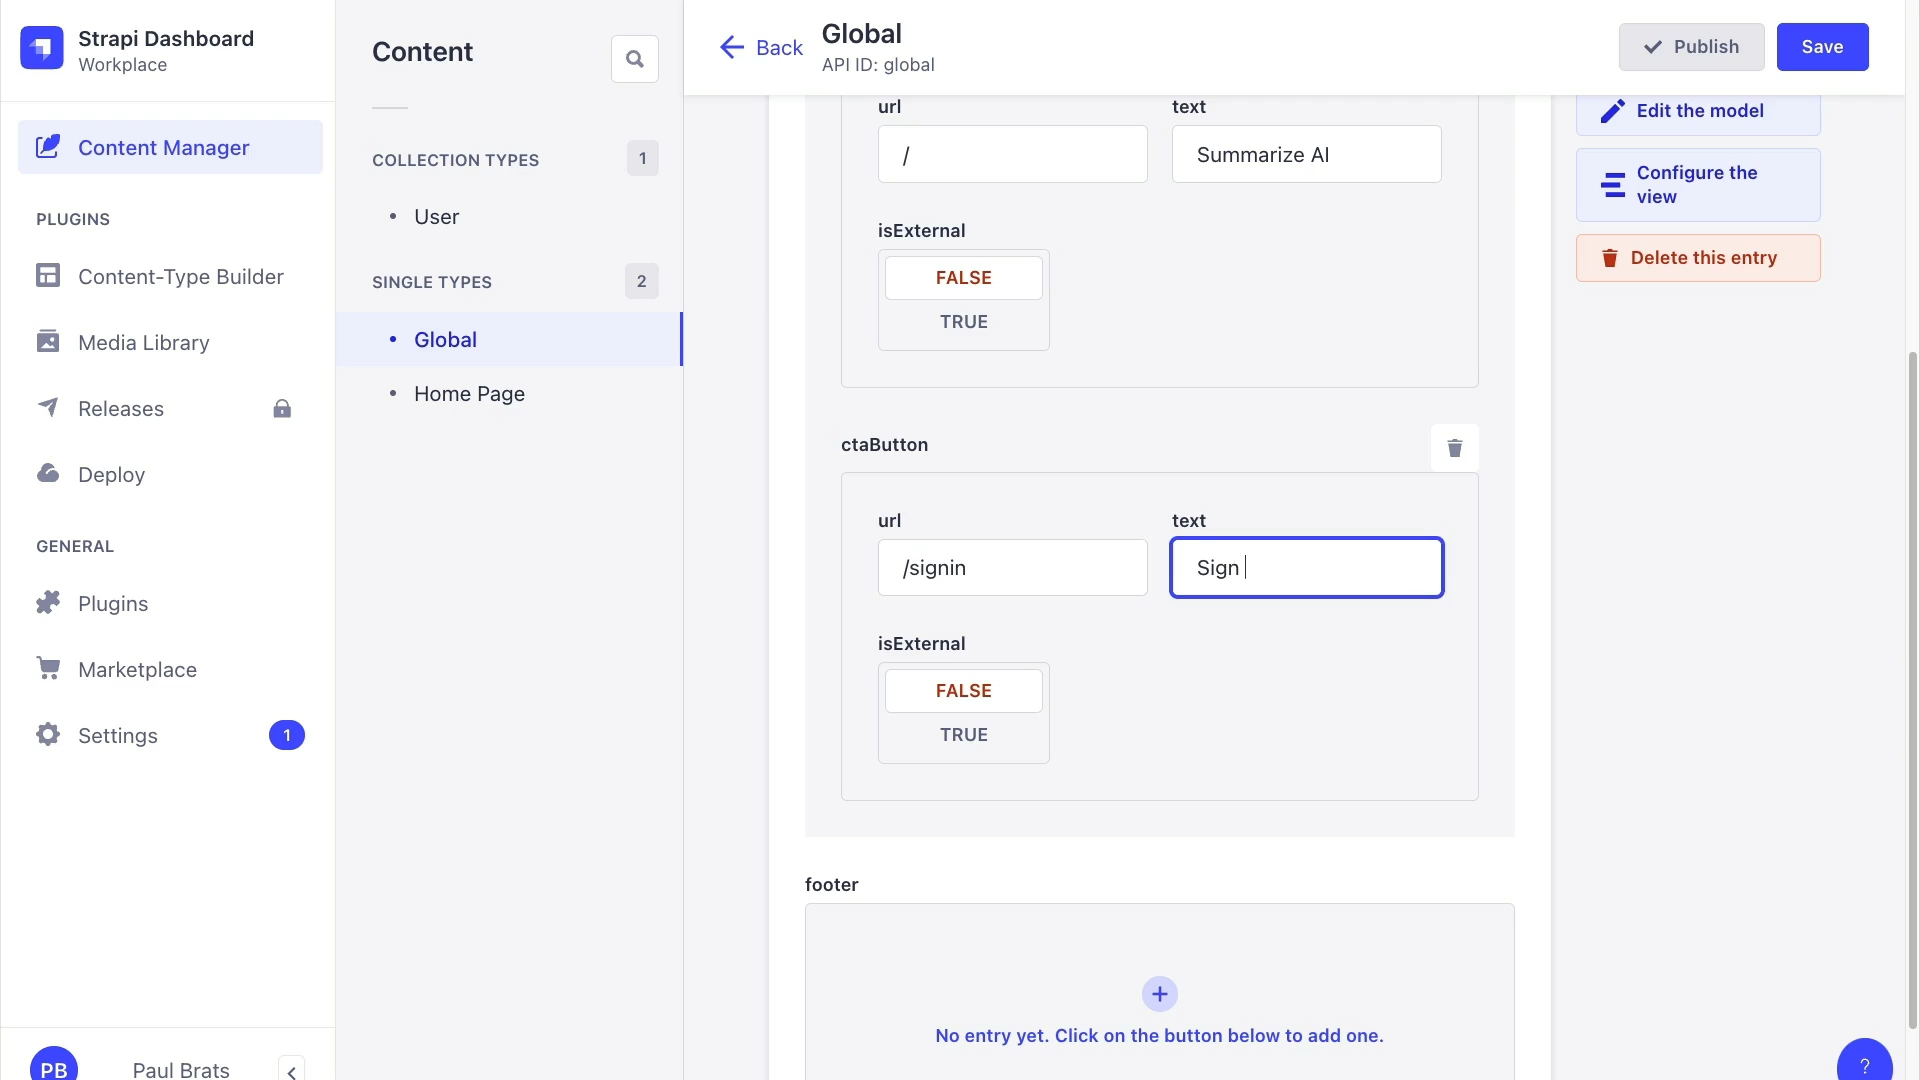 Strapi Dashboard
Workplace
Content Manager
PLUGINS
Content-Type Builder
Media Library
Releases
Deploy
GENERAL
Plugins
Marketplace
Settings
1
PB
Paul Brats
Content
COLLECTION TYPES
1
User
SINGLE TYPES
2
Global
Home Page
Back
Global
API ID: global
Publish
Save
url
text
/
Summarize AI
isExternal
FALSE
TRUE
ctaButton
url
text
/signin
Sign
isExternal
FALSE
TRUE
footer
No entry yet. Click on the button below to add one.
Edit the model
Configure the
view
Delete this entry
?